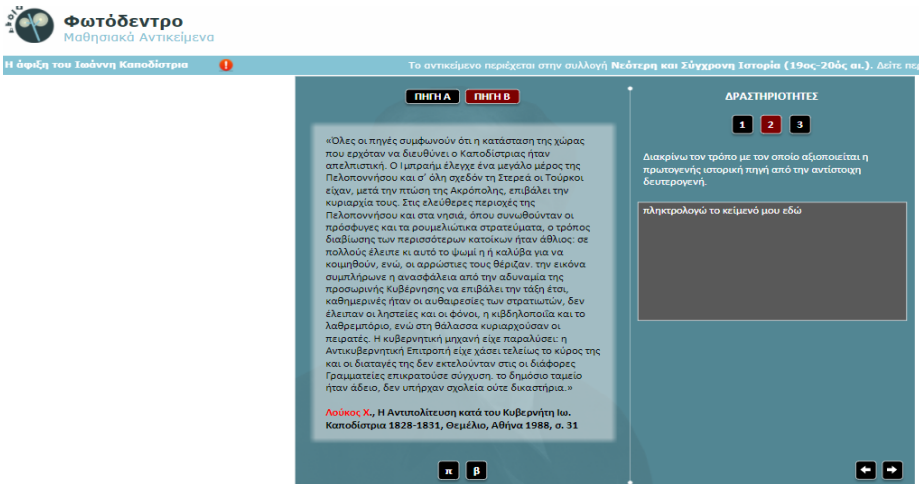 Φωτόδεντρο
Μαθησιακά Αντικείμενα
Η άφιξη του Ιωάννη Καποδίστρια
Το αντικείμενο περιέχεται στην συλλογή Νεότερη και Σύγχρονη Ιστορία (19ος-20ός αι.). Δείτε περ
ΠΗΓΗ Α ΠΗΓΗ Β
«Όλες οι πηγές συμφωνούν ότι η κατάσταση της χώρας
που ερχόταν να διευθύνει ο Καποδίστριας ήταν
απελπιστική. Ο Ιμπραήμ έλεγχε ένα μεγάλο μέρος της
Πελοποννήσου και σ' όλη σχεδόν τη Στερεά οι Τούρκοι
είχαν, μετά την πτώση της Ακρόπολης, επιβάλει την
κυριαρχία τους. Στις ελεύθερες περιοχές της
Πελοποννήσου και στα νησιά, όπου συνωθούνταν οι
πρόσφυγες και τα ρουμελιώτικα στρατεύματα, ο τρόπος
διαβίωσης των περισσότερων κατοίκων ήταν άθλιος: σε
πολλούς έλειπε κι αυτό το ψωμί η ή καλύβα για να
κοιμηθούν, ενώ, οι αρρώστιες τους θέριζαν. την εικόνα
συμπλήρωνε η ανασφάλεια από την αδυναμία της
προσωρινής Κυβέρνησης να επιβάλει την τάξη έτσι,
καθημερινές ήταν οι αυθαιρεσίες των στρατιωτών, δεν
έλειπαν οι ληστείες και οι φόνοι, η κιβδηλοποιΐα και το
λαθρεμπόριο, ενώ στη θάλασσα κυριαρχούσαν οι
πειρατές. Η κυβερνητική μηχανή είχε παραλύσει: η
Αντικυβερνητική Επιτροπή είχε χάσει τελείως το κύρος της
και οι διαταγές της δεν εκτελούνταν στις οι διάφορες
Γραμματείες επικρατούσε σύγχυση. το δημόσιο ταμείο
ήταν άδειο, δεν υπήρχαν σχολεία ούτε δικαστήρια.»
Λούκος Χ., Η Αντιπολίτευση κατά του Κυβερνήτη Ιω.
Καποδίστρια 1828-1831, Θεμέλιο, Αθήνα 1988, σ. 31
π β
ΔΡΑΣΤΗΡΙΟΤΗΤΕΣ
1 2 3
Διακρίνω τον τρόπο με τον οποίο αξιοποιείται η
πρωτογενής ιστορική πηγή από την αντίστοιχη
δευτερογενή.
πληκτρολογώ το κείμενό μου εδώ